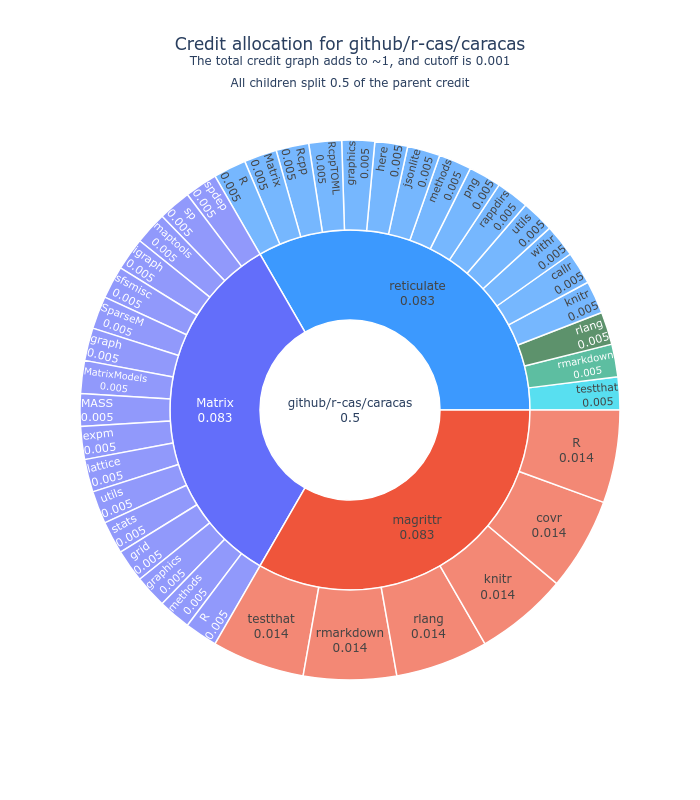 Credit allocation for github/r-cas/caracas
The total credit graph adds to ~1, and cutoff is 0.001
All children split 0.5 of the parent credit
github/r-cas/caracas
0.5
reticulate
0.083
Matrix
0.083
magrittr
0.083
R
0.005
Matrix
0.005
Rcpp
0.005
RcppTOML
0.005
graphics
0.005
here
0.005
jsonlite
0.005
methods
0.005
png
0.005
rappdirs
0.005
utils
0.005
withr
0.005
callr
0.005
knitr
0.005
rlang
0.005
rmarkdown
0.005
testthat
0.005
R
0.014
covr
0.014
knitr
0.014
rlang
0.014
rmarkdown
0.014
testthat
0.014
R
0.005
methods
0.005
graphics
0.005
grid
0.005
stats
0.005
utils
0.005
lattice
0.005
expm
0.005
MASS
0.005
MatrixModels
0.005
graph
0.005
SparseM
0.005
sfsmisc
0.005
igraph
0.005
maptools
0.005
sp
0.005
spdep
0.005